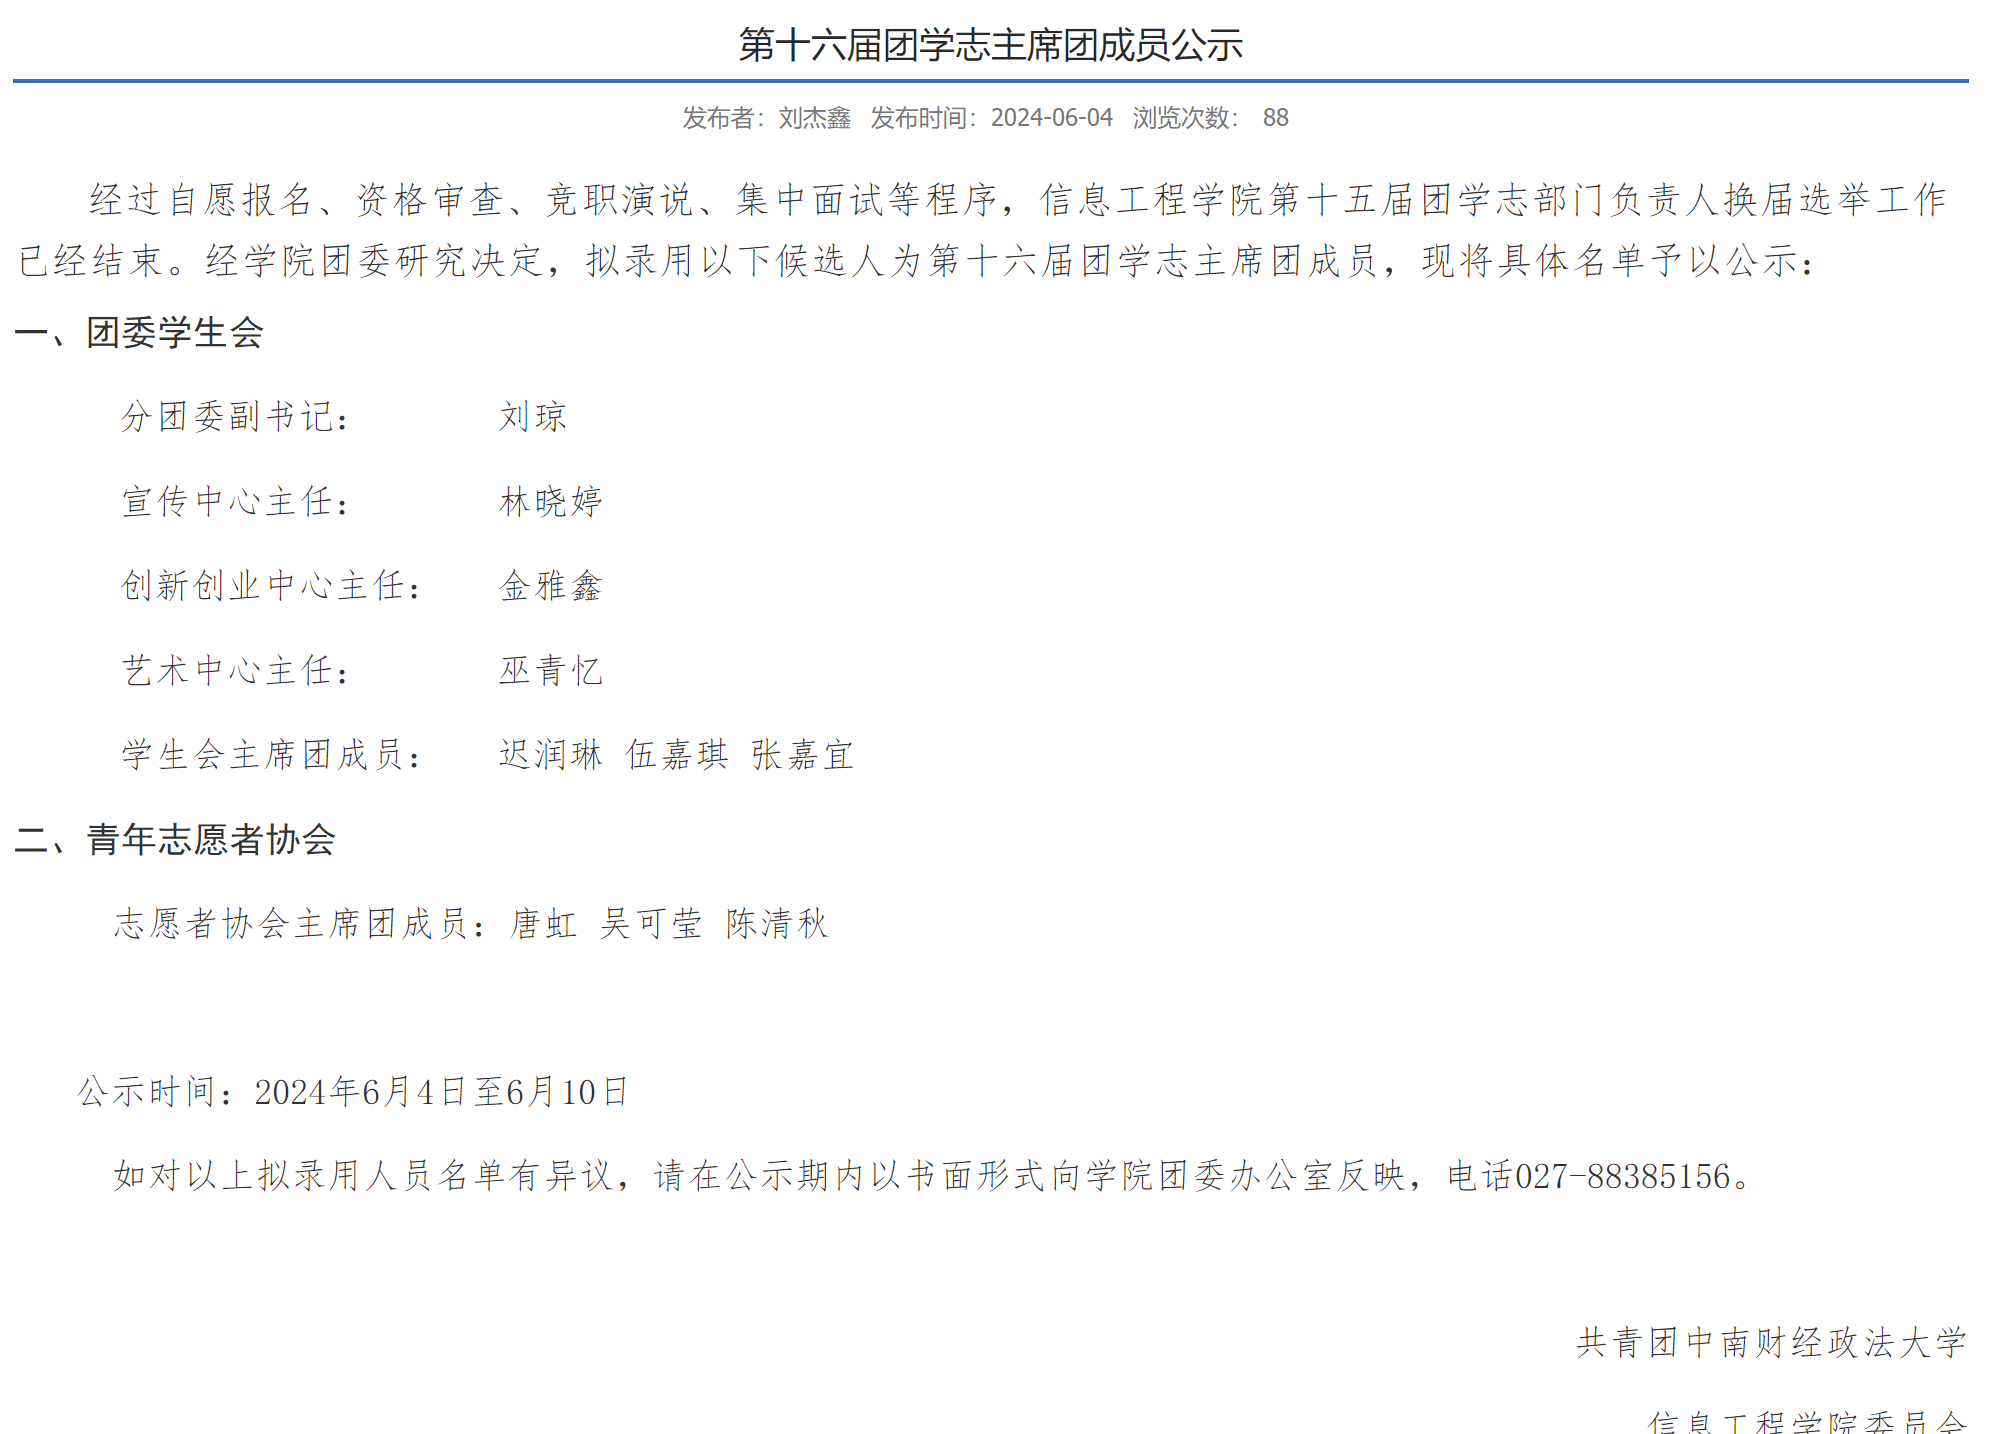 第十六届团学志主席团成员公示
发布者：刘杰鑫 发布时间：2024-06-04 浏览次数： 88
经过自愿报名、资格审查、竞职演说、集中面试等程序，信息工程学院第十五届团学志部门负责人换届选举工作
已经结束。经学院团委研究决定，拟录用以下候选人为第十六届团学志主席团成员，现将具体名单予以公示：
一、团委学生会
分团委副书记： 刘琼
宣传中心主任： 林晓婷
创新创业中心主任： 金雅鑫
艺术中心主任： 巫青忆
学生会主席团成员： 迟润琳 伍嘉琪 张嘉宜
二、青年志愿者协会
志愿者协会主席团成员：唐虹 吴可莹 陈清秋
公示时间：2024年6月4日至6月10日
如对以上拟录用人员名单有异议，请在公示期内以书面形式向学院团委办公室反映，电话027-88385156。
共青团中南财经政法大学
信息工程学院委员会